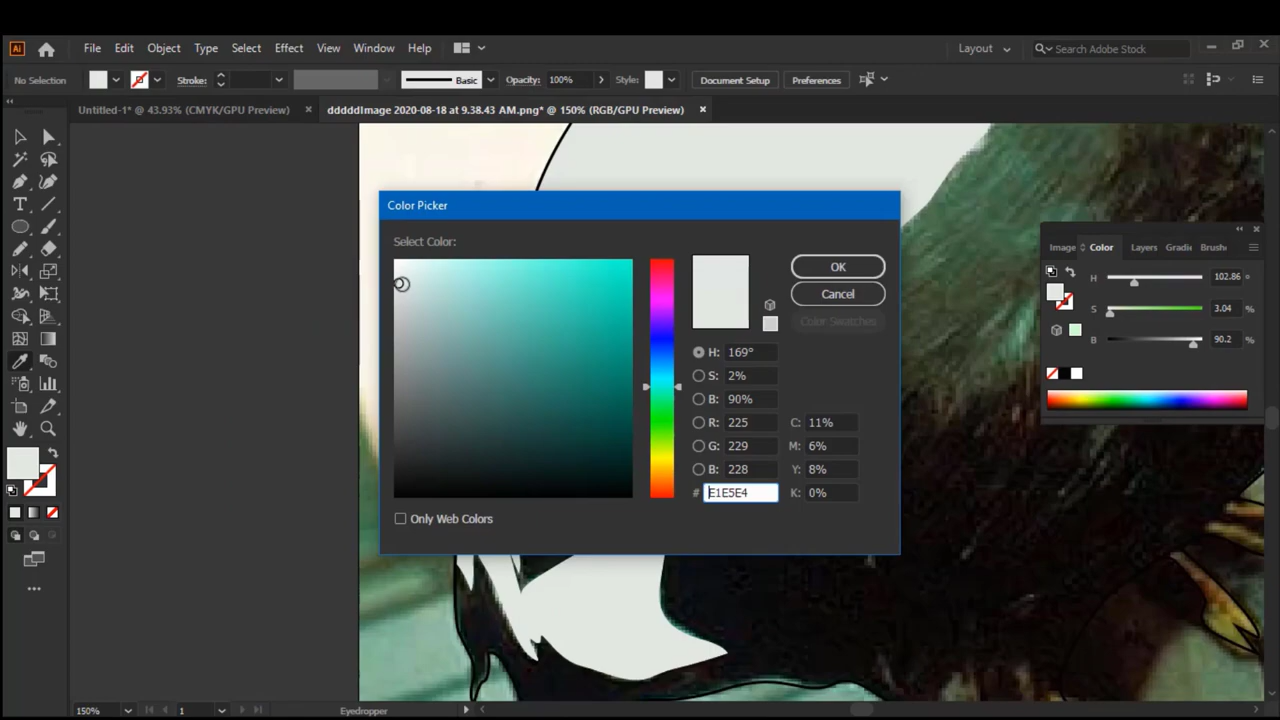 Ai File Edit Object Type Select Effect View Window Help Layout Search Adobe Stock
No Selection Stroke: Basic Opacity: 100% Style: Document Setup Preferences
Untitled-1* @ 43.93% (CMYK/GPU Preview) × dddddImage 2020-08-18 at 9.38.43 AM.png* @ 150% (RGB/GPU Preview) ×
Color Picker
Select Color:
OK
Cancel
Color Swatches
H: 169°
S: 2%
B: 90%
R: 225 C: 11%
G: 229 M: 6%
B: 228 Y: 8%
# E1E5E4 K: 0%
Only Web Colors
Image Color Layers Gradi Brush
H 102.86 °
S 3.04 %
B 90.2 %
150% 1 Eyedropper